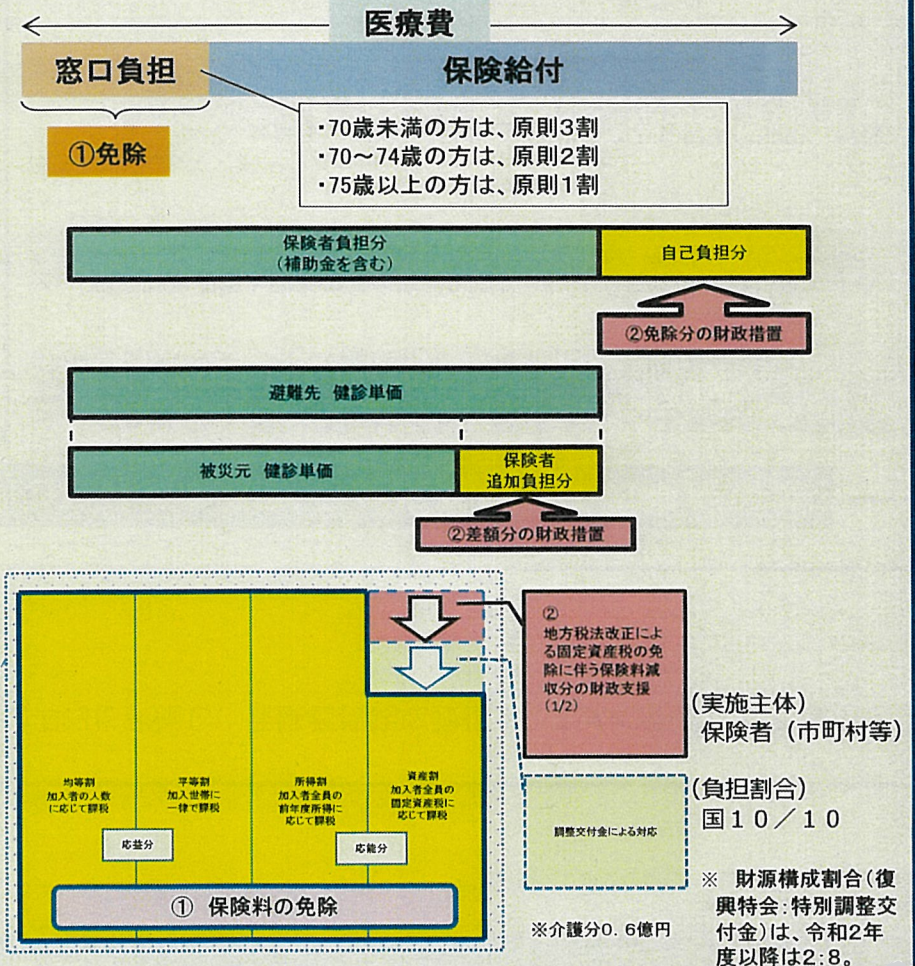 医療費
窓口負担
保険給付
①免除
・70歳未満の方は、原則3割
・70～74歳の方は、原則2割
・75歳以上の方は、原則1割
保険者負担分
(補助金を含む)
自己負担分
②免除分の財政措置
避難先 健診単価
被災元 健診単価
保険者
追加負担分
②差額分の財政措置
②
地方税法改正によ
る固定資産税の免
除に伴う保険料減
収分の財政支援
(1/2)
(実施主体)
保険者（市町村等）
均等割
加入者の人数
に応じて課税
平等割
加入世帯に
一律で課税
所得割
加入者全員の
前年度所得に
応じて課税
資産割
加入者全員の
固定資産税に
応じて課税
応益分
応能分
① 保険料の免除
調整交付金による対応
(負担割合)
国１０／１０
※介護分0.6億円
※ 財源構成割合(復
興特会:特別調整交
付金)は、令和2年
度以降は2:8。